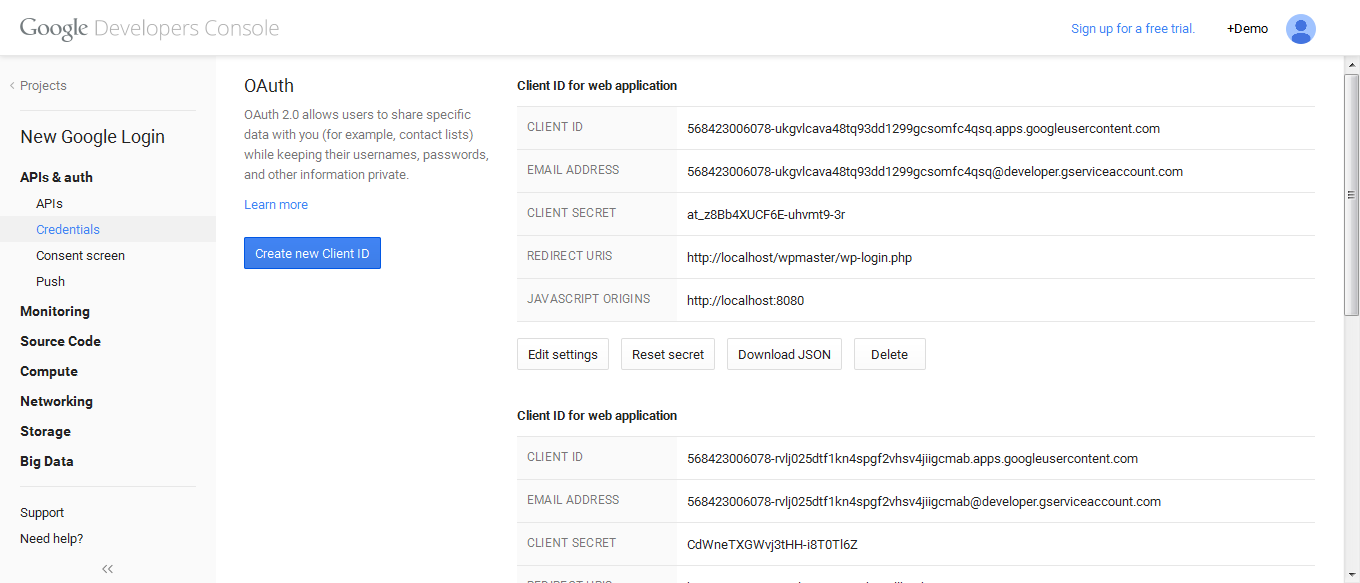 Google Developers Console
Sign up for a free trial.
+Demo
Projects
New Google Login
APIs & auth
APIs
Credentials
Consent screen
Push
Monitoring
Source Code
Compute
Networking
Storage
Big Data
Support
Need help?
OAuth
OAuth 2.0 allows users to share specific
data with you (for example, contact lists)
while keeping their usernames, passwords,
and other information private.
Learn more
Create new Client ID
Client ID for web application
CLIENT ID 568423006078-ukgvlcava48tq93dd1299gcsomfc4qsq.apps.googleusercontent.com
EMAIL ADDRESS 568423006078-ukgvlcava48tq93dd1299gcsomfc4qsq@developer.gserviceaccount.com
CLIENT SECRET at_z8Bb4XUCF6E-uhvmt9-3r
REDIRECT URIS http://localhost/wpmaster/wp-login.php
JAVASCRIPT ORIGINS http://localhost:8080
Edit settings Reset secret Download JSON Delete
Client ID for web application
CLIENT ID 568423006078-rvlj025dtf1kn4spgf2vhsv4jiigcmab.apps.googleusercontent.com
EMAIL ADDRESS 568423006078-rvlj025dtf1kn4spgf2vhsv4jiigcmab@developer.gserviceaccount.com
CLIENT SECRET CdWneTXGWvj3tHH-i8T0Tl6Z
REDIRECT URIS